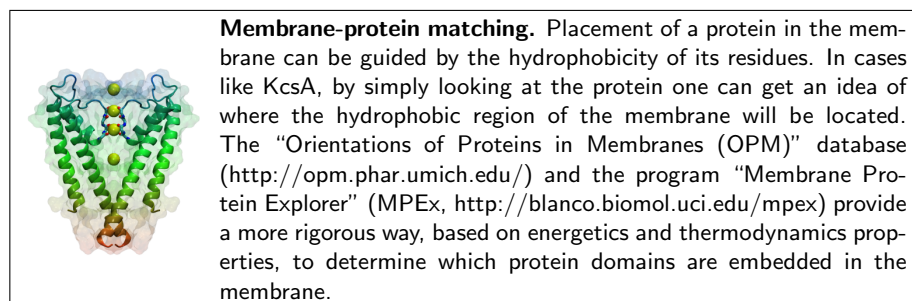 Membrane-protein matching. Placement of a protein in the mem-
brane can be guided by the hydrophobicity of its residues. In cases
like KcsA, by simply looking at the protein one can get an idea of
where the hydrophobic region of the membrane will be located.
The “Orientations of Proteins in Membranes (OPM)” database
(http://opm.phar.umich.edu/) and the program “Membrane Pro-
tein Explorer” (MPEx, http://blanco.biomol.uci.edu/mpex) provide
a more rigorous way, based on energetics and thermodynamics prop-
erties, to determine which protein domains are embedded in the
membrane.